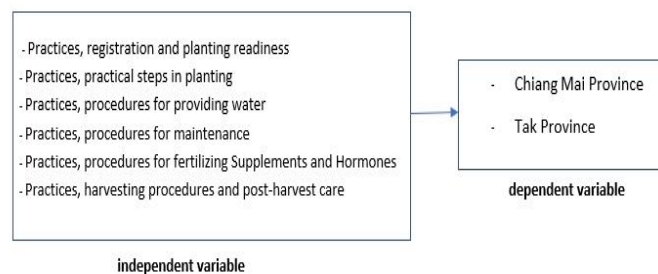 - Practices, registration and planting readiness
- Practices, practical steps in planting
- Practices, procedures for providing water
- Practices, procedures for maintenance
- Practices, procedures for fertilizing Supplements and Hormones
- Practices, harvesting procedures and post-harvest care
independent variable
- Chiang Mai Province
- Tak Province
dependent variable